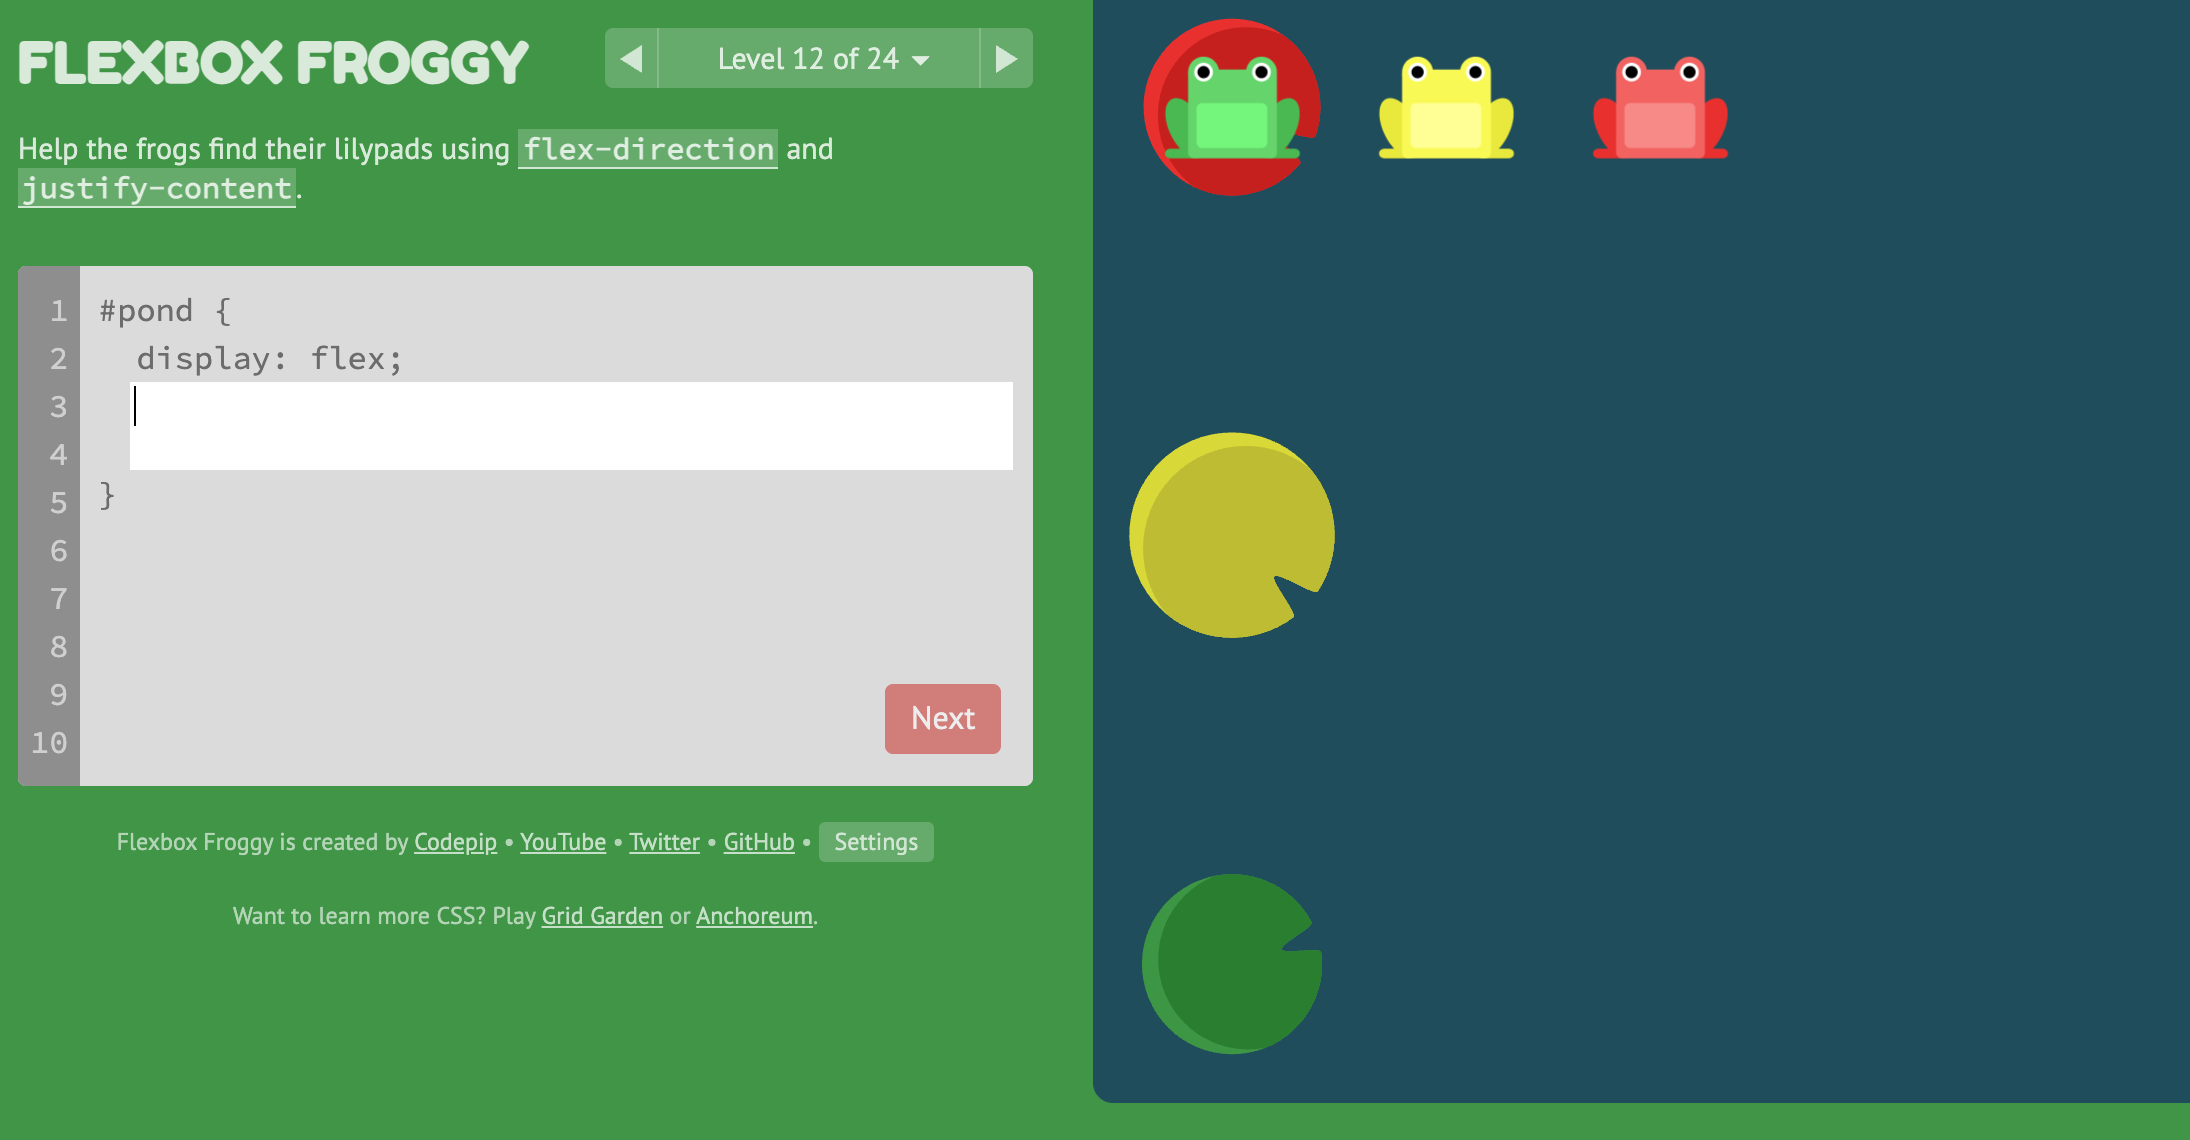 FLEXBOX FROGGY
Level 12 of 24
Help the frogs find their lilypads using flex-direction and
justify-content.
1 #pond {
2 display: flex;
3
4
5 }
6
7
8
9
10
Next
Flexbox Froggy is created by Codepip • YouTube • Twitter • GitHub • Settings
Want to learn more CSS? Play Grid Garden or Anchoreum.